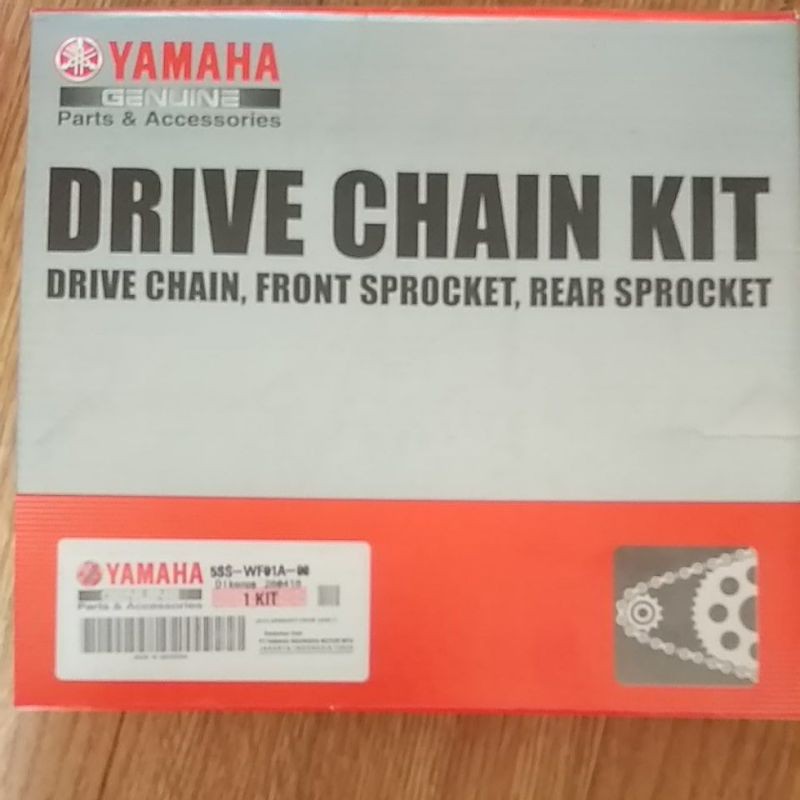 YAMAHA
GENUINE
Parts & Accessories
DRIVE CHAIN KIT
DRIVE CHAIN, FRONT SPROCKET, REAR SPROCKET
YAMAHA
5SS-WF01A-00
Dikemas
Parts & Accessories
1 KIT